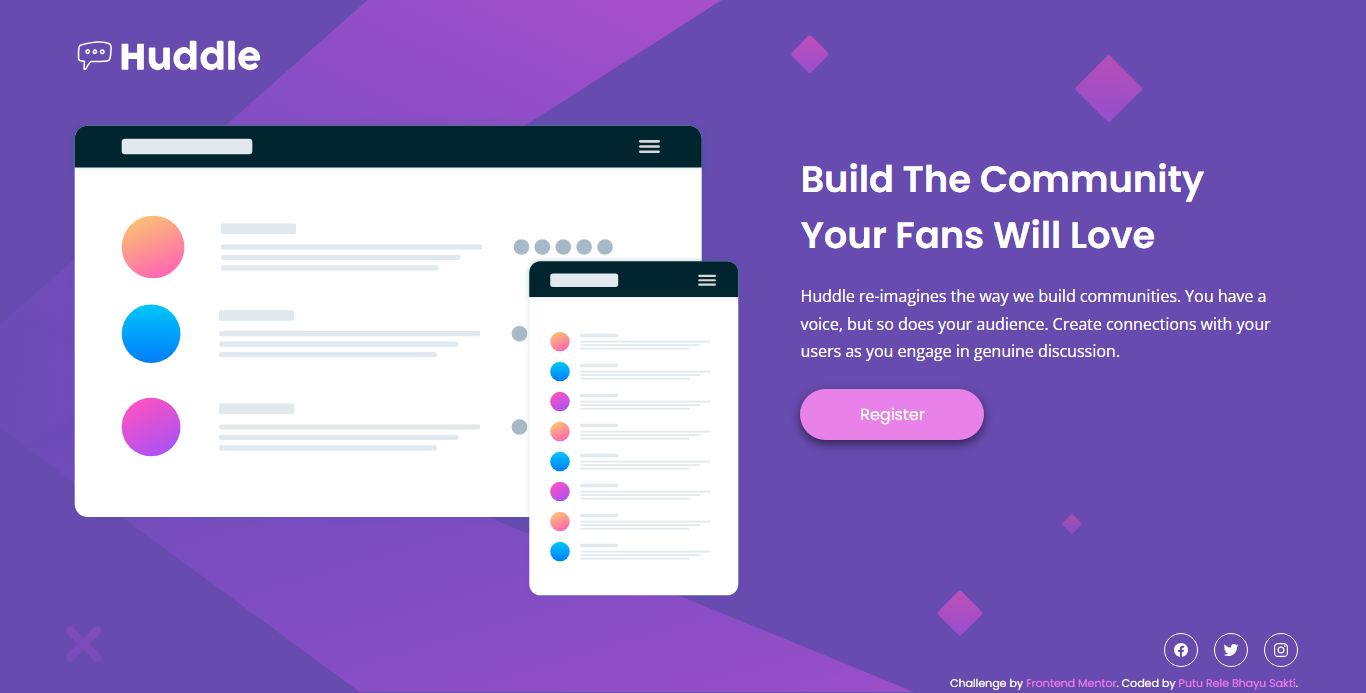 Huddle
Build The Community
Your Fans Will Love
Huddle re-imagines the way we build communities. You have a
voice, but so does your audience. Create connections with your
users as you engage in genuine discussion.
Register
Challenge by Frontend Mentor. Coded by Putu Rele Bhayu Sakti.